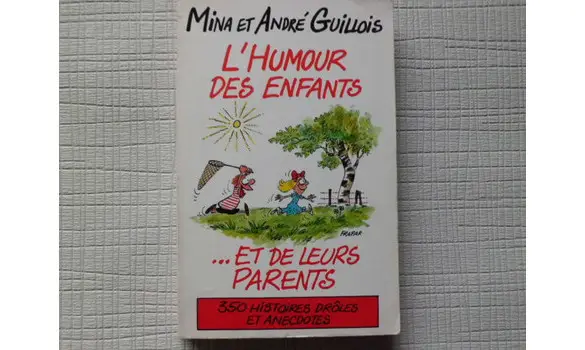 MINA ET ANDRÉ GUILLOIS
L'HUMOUR
DES ENFANTS
...ET DE LEURS
PARENTS
350 HISTOIRES DRÔLES
ET ANECDOTES